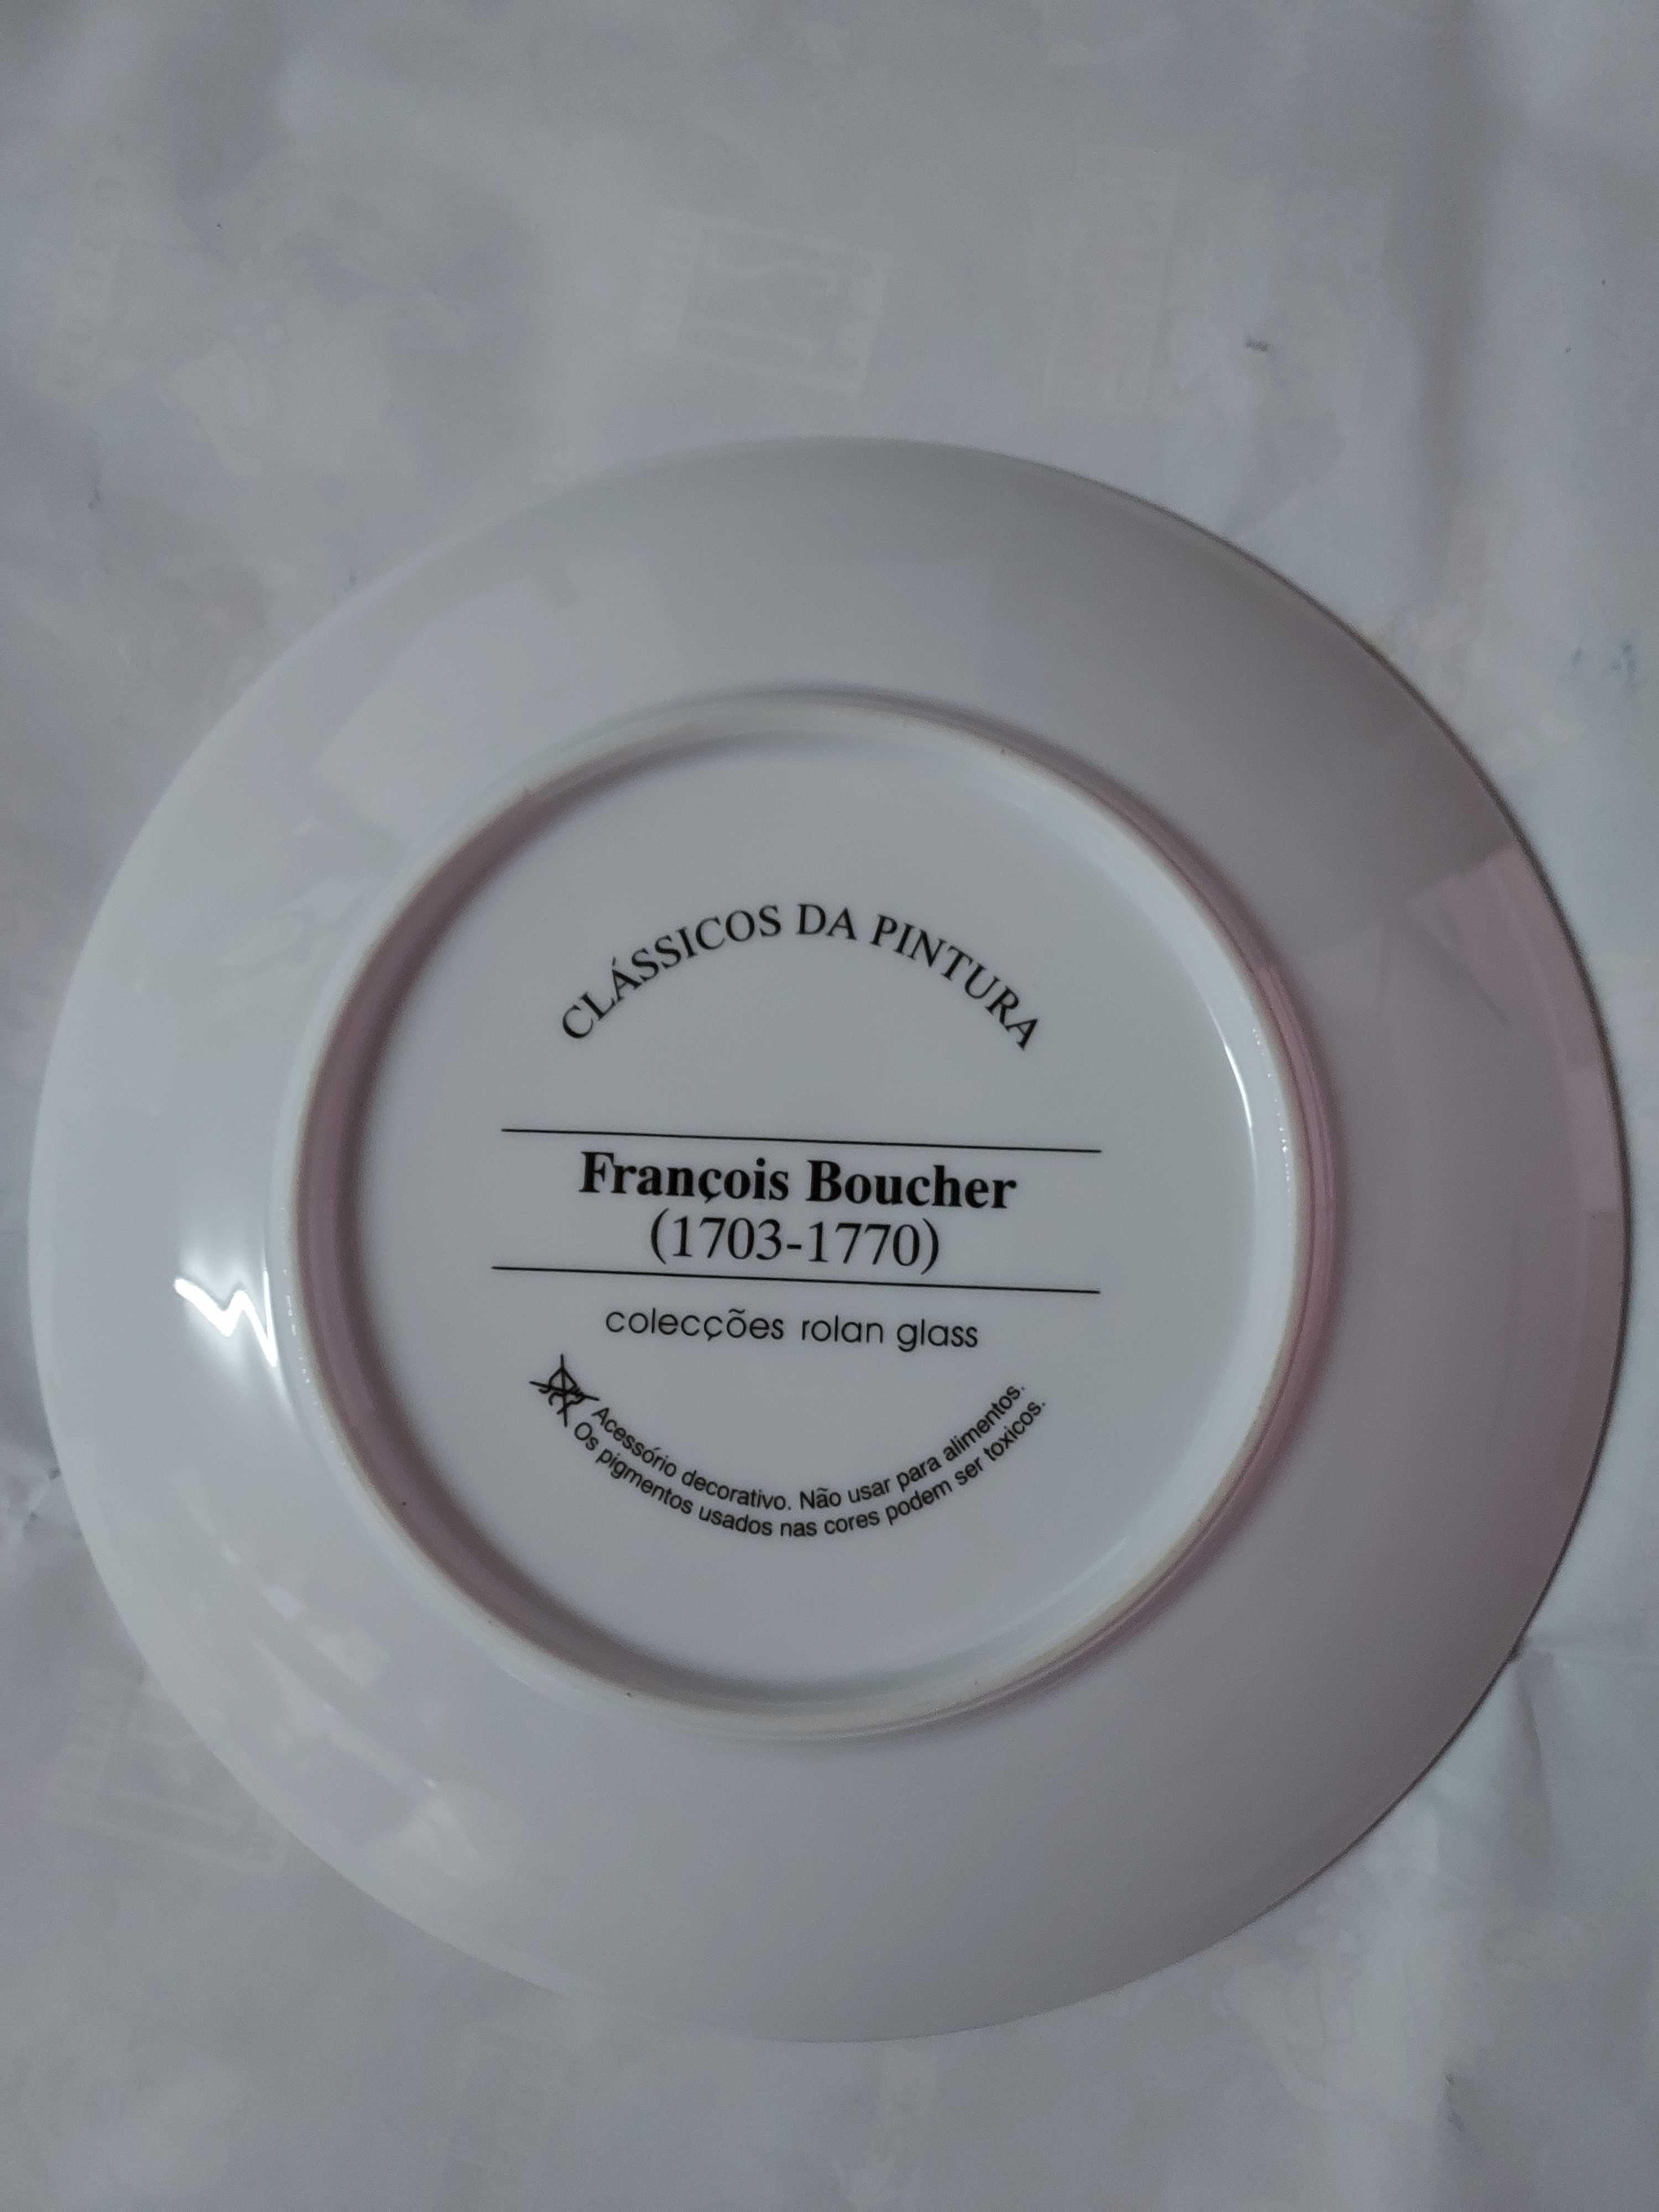 CLÁSSICOS DA PINTURA
François Boucher
(1703-1770)
colecções rolan glass
Acessório decorativo. Não usar para alimentos.
Os pigmentos usados nas cores podem ser toxicos.